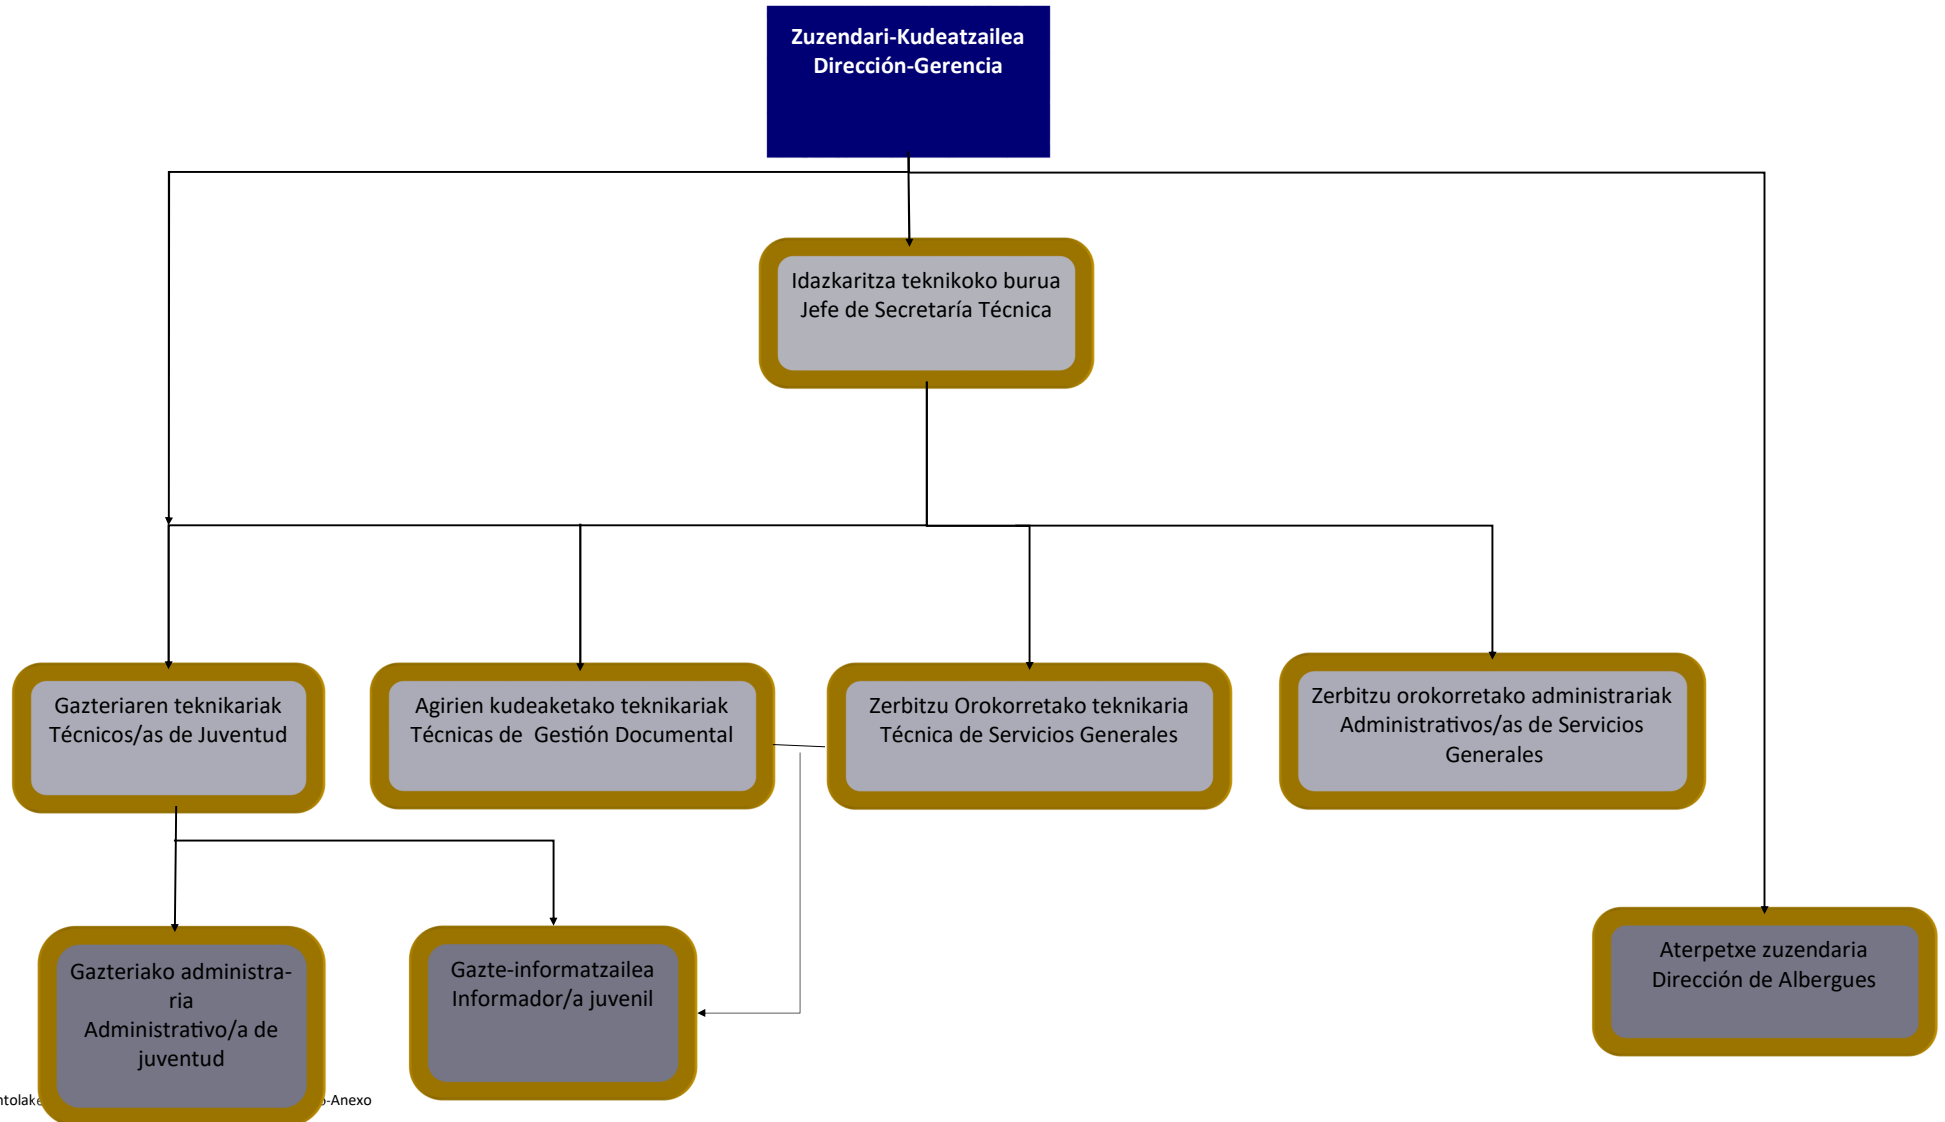 Zuzendari-Kudeatzailea
Dirección-Gerencia
Idazkaritza teknikoko burua
Jefe de Secretaría Técnica
Gazteriaren teknikariak
Técnicos/as de Juventud
Agirien kudeaketako teknikariak
Técnicas de  Gestión Documental
Zerbitzu Orokorretako teknikaria
Técnica de Servicios Generales
Zerbitzu orokorretako administrariak
Administrativos/as de Servicios
Generales
Gazteriako administra-
ria
Administrativo/a de
juventud
Gazte-informatzailea
Informador/a juvenil
Aterpetxe zuzendaria
Dirección de Albergues
-Anexo